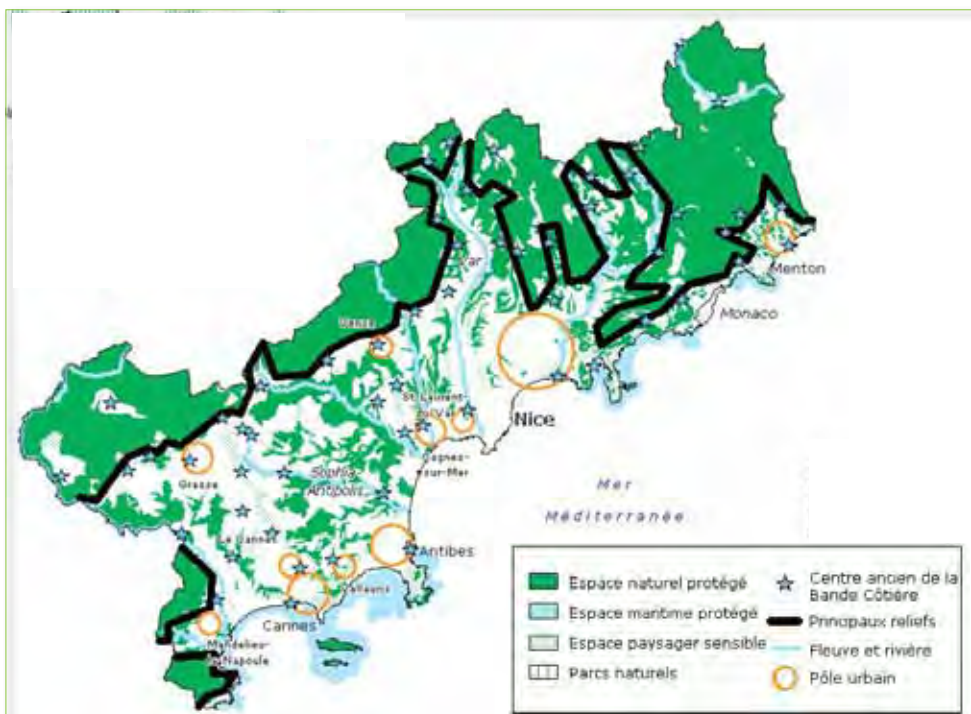 Var
Menton
Monaco
Vence
St Laurent-
du Var
Nice
Cagnes-
sur-Mer
Grasse
Sophia-
Antipolis
Mer
Méditerranée
Le Cannet
Antibes
Vallauris
Cannes
Mandelieu-
la Napoule
Espace naturel protégé
Espace maritime protégé
Espace paysager sensible
Parcs naturels
Centre ancien de la
Bande Côtière
Principaux reliefs
Fleuve et rivière
Pôle urbain